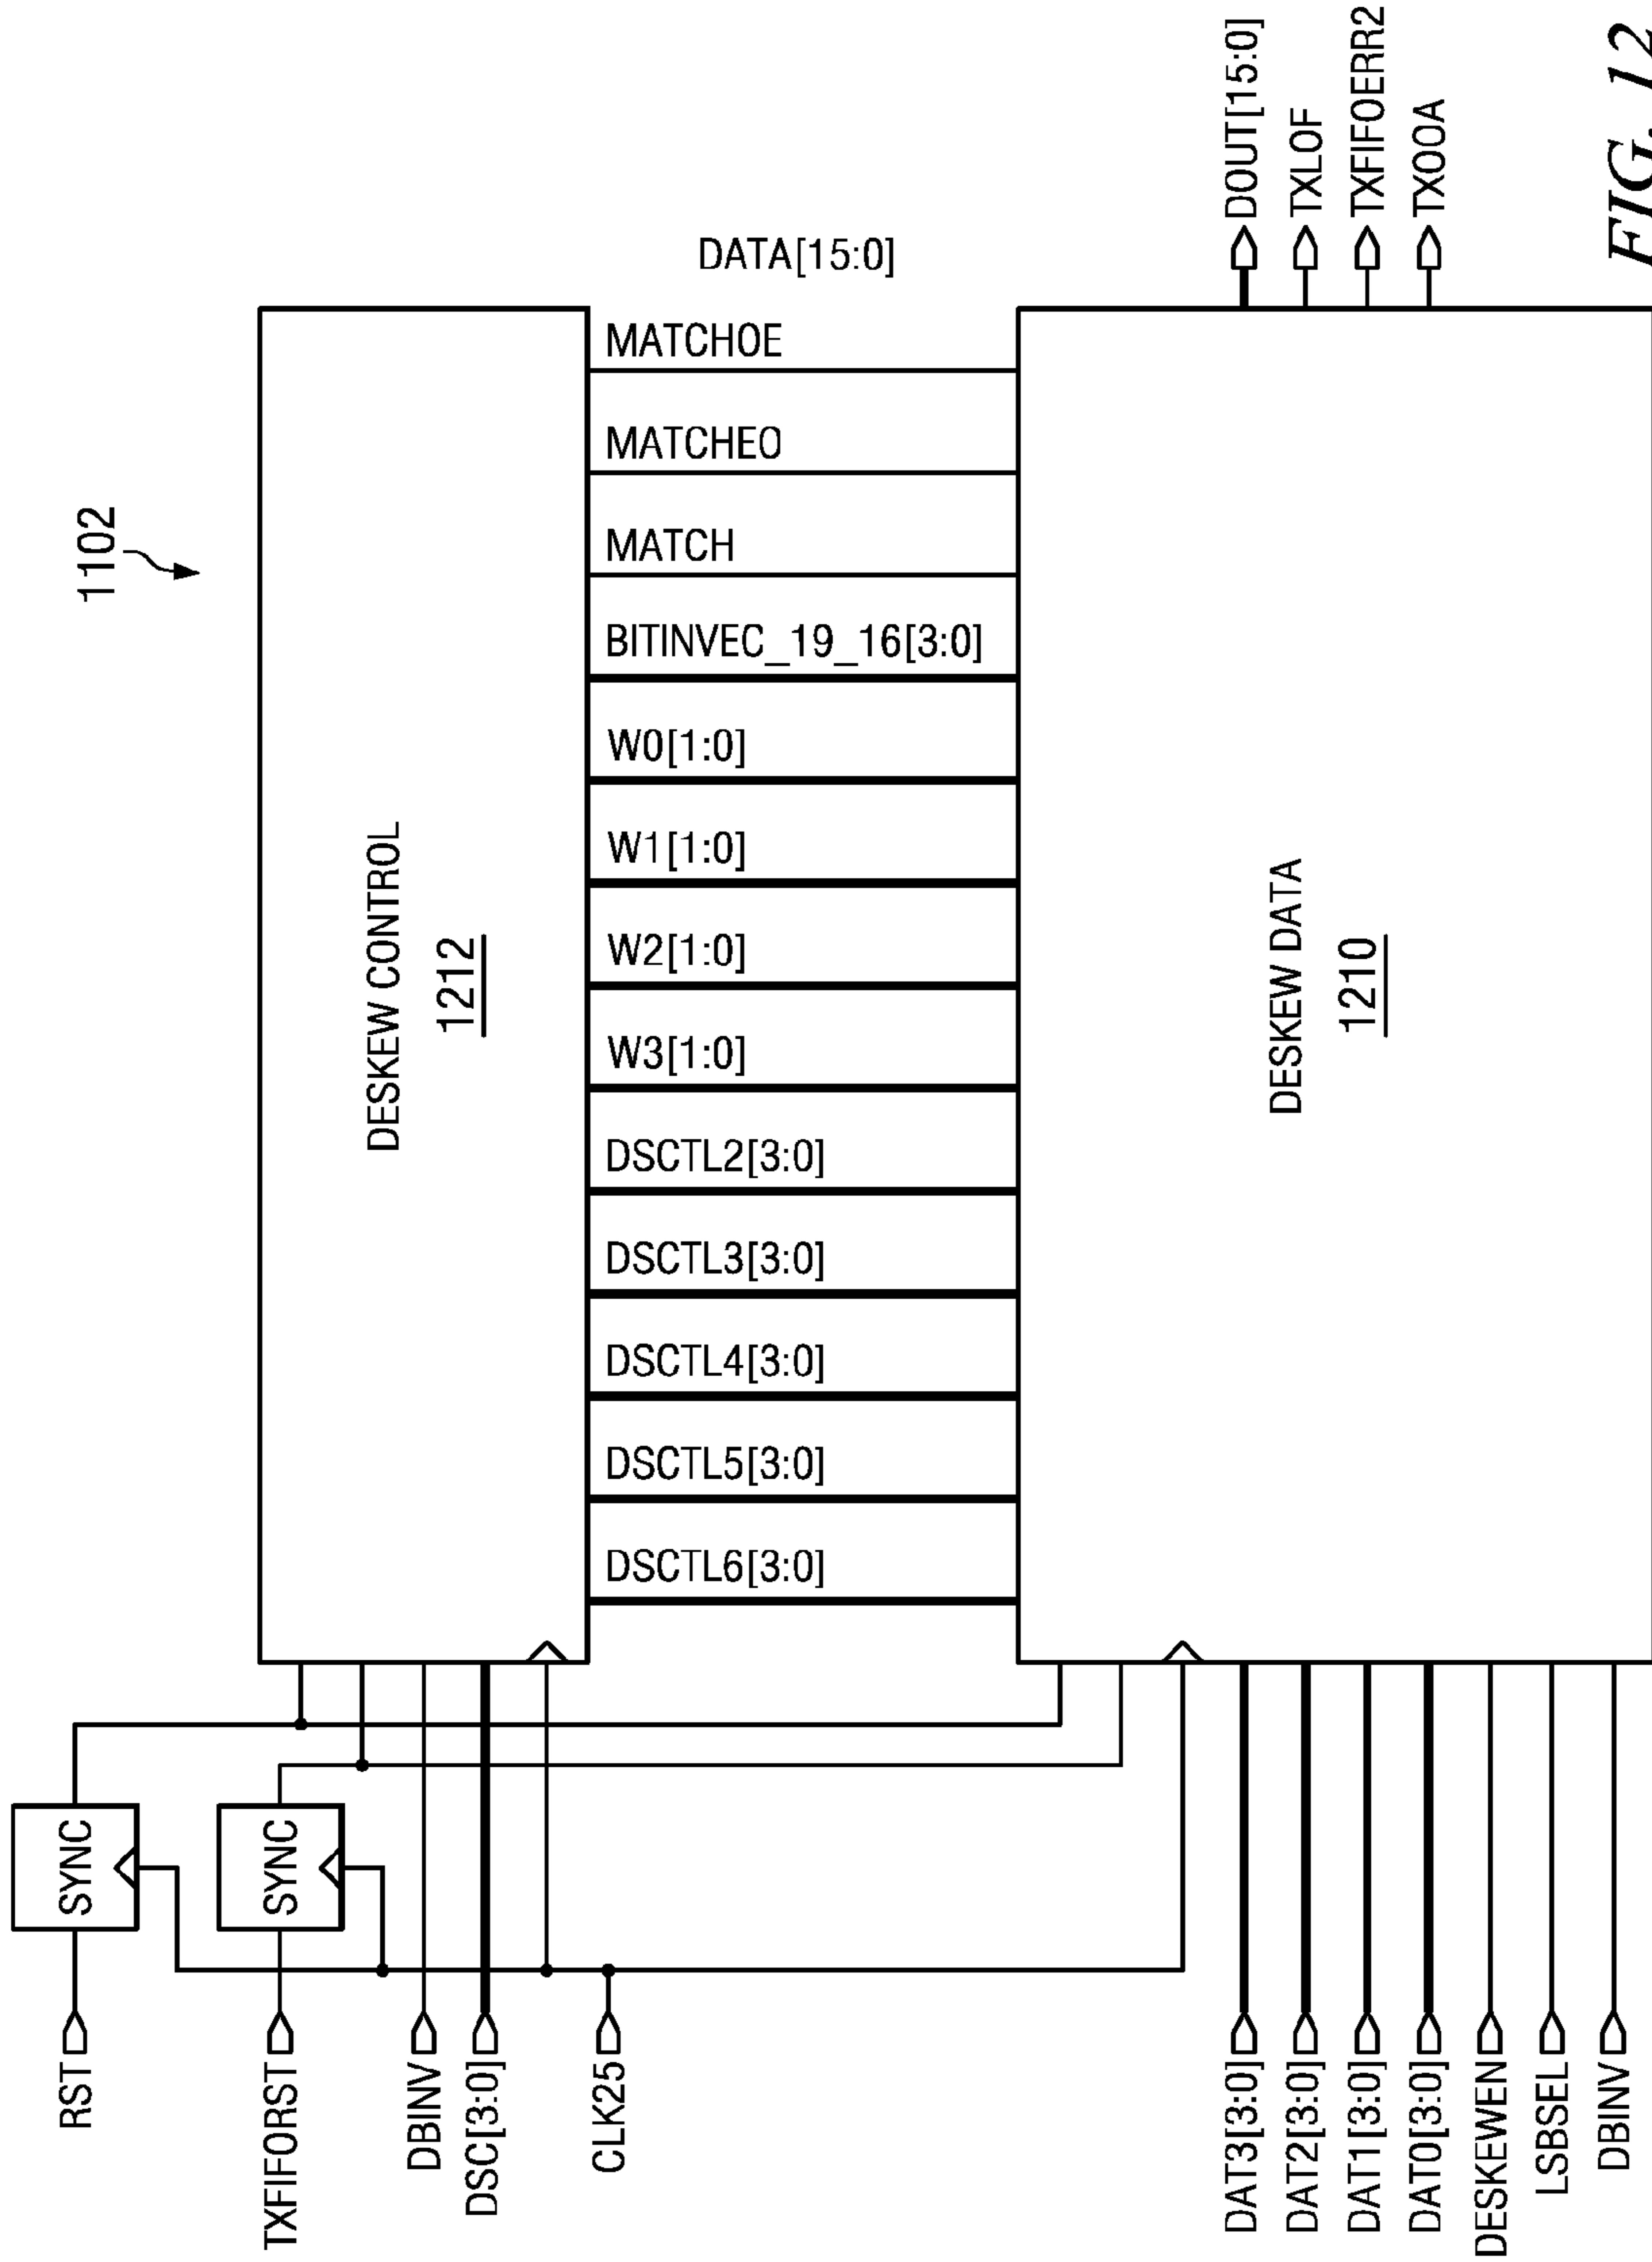 RST
SYNC
TXFIFORST
SYNC
DBINV
DSC[3:0]
CLK25
1102
DESKEW CONTROL
1212
DATA[15:0]
MATCHOE
MATCHEO
MATCH
BITINVEC_19_16[3:0]
W0[1:0]
W1[1:0]
W2[1:0]
W3[1:0]
DSCTL2[3:0]
DSCTL3[3:0]
DSCTL4[3:0]
DSCTL5[3:0]
DSCTL6[3:0]
DESKEW DATA
1210
DAT3[3:0]
DAT2[3:0]
DAT1[3:0]
DAT0[3:0]
DESKEWEN
LSBSEL
DBINV
DOUT[15:0]
TXLOF
TXFIFOERR2
TXOOA
FIG. 12